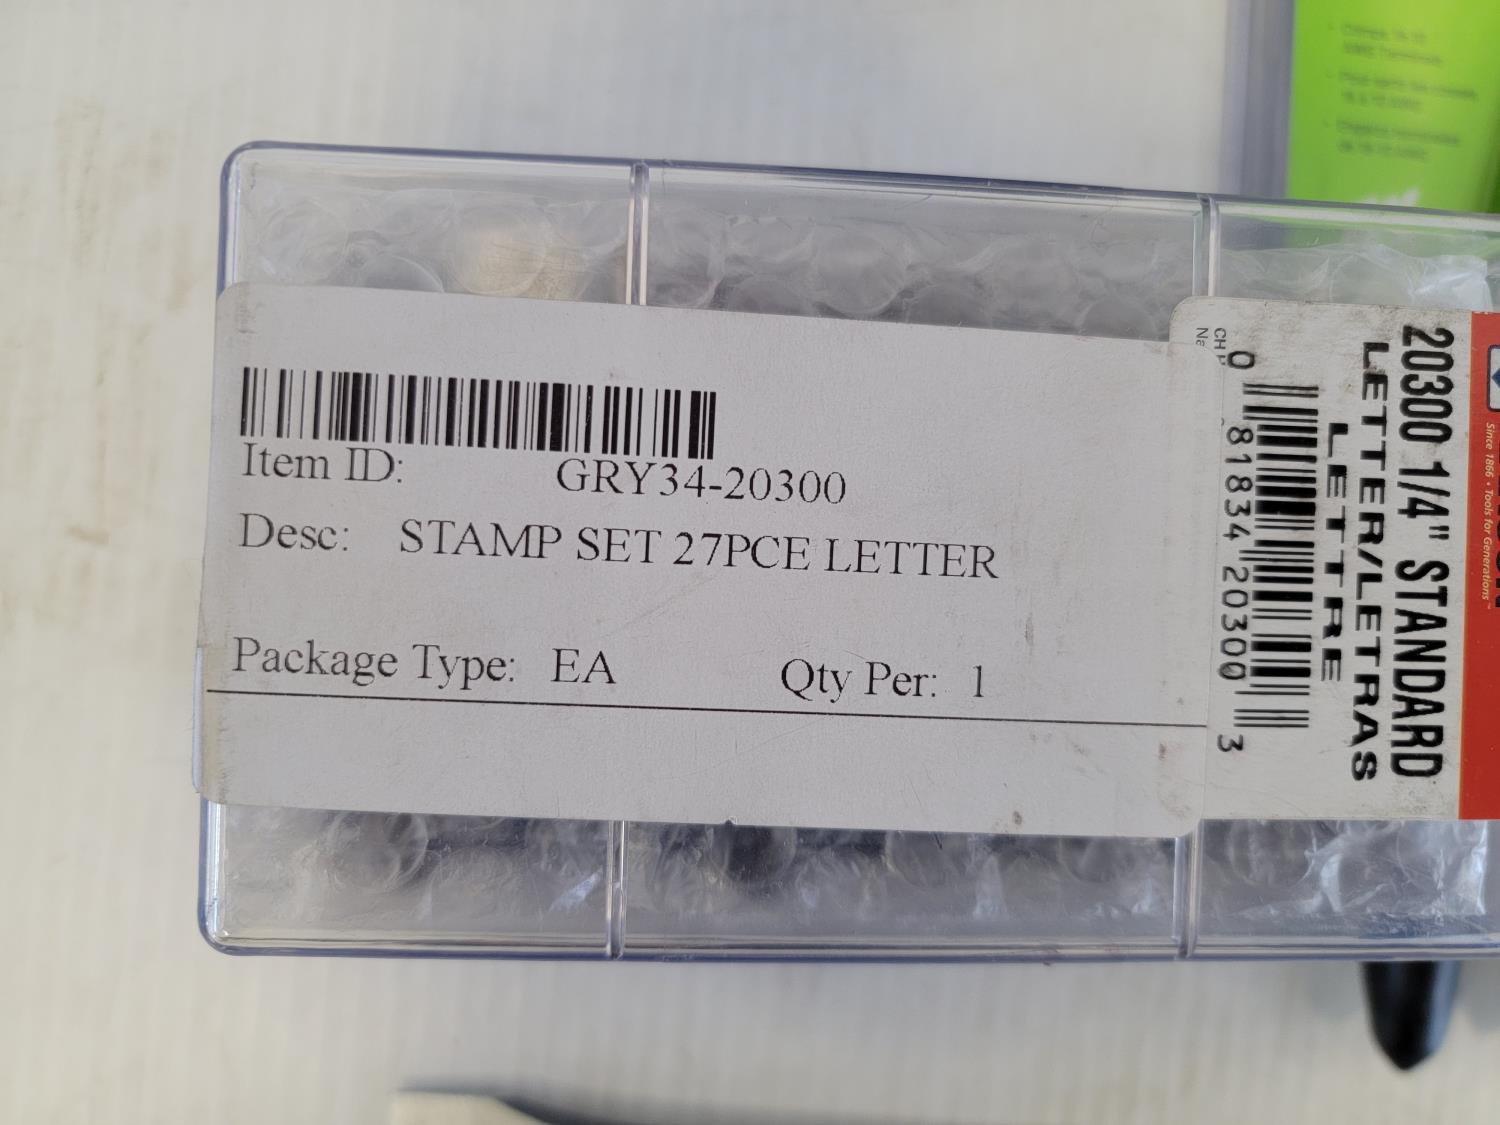 Item ID: GRY34-20300
Desc: STAMP SET 27PCE LETTER
Package Type: EA Qty Per: 1
20300 1/4" STANDARD
LETTER/LETRAS
LETTRE
0 81834 20300 3
Since 1866 • Tools for Generations™